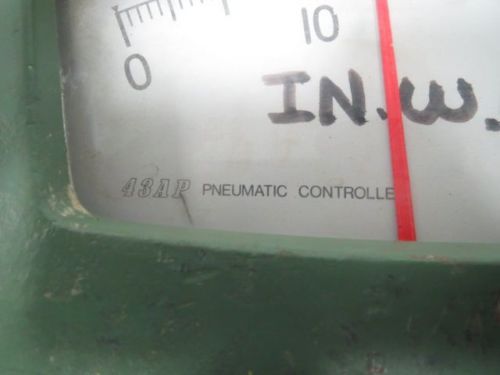 0 10
IN.W.
43AP PNEUMATIC CONTROLLE